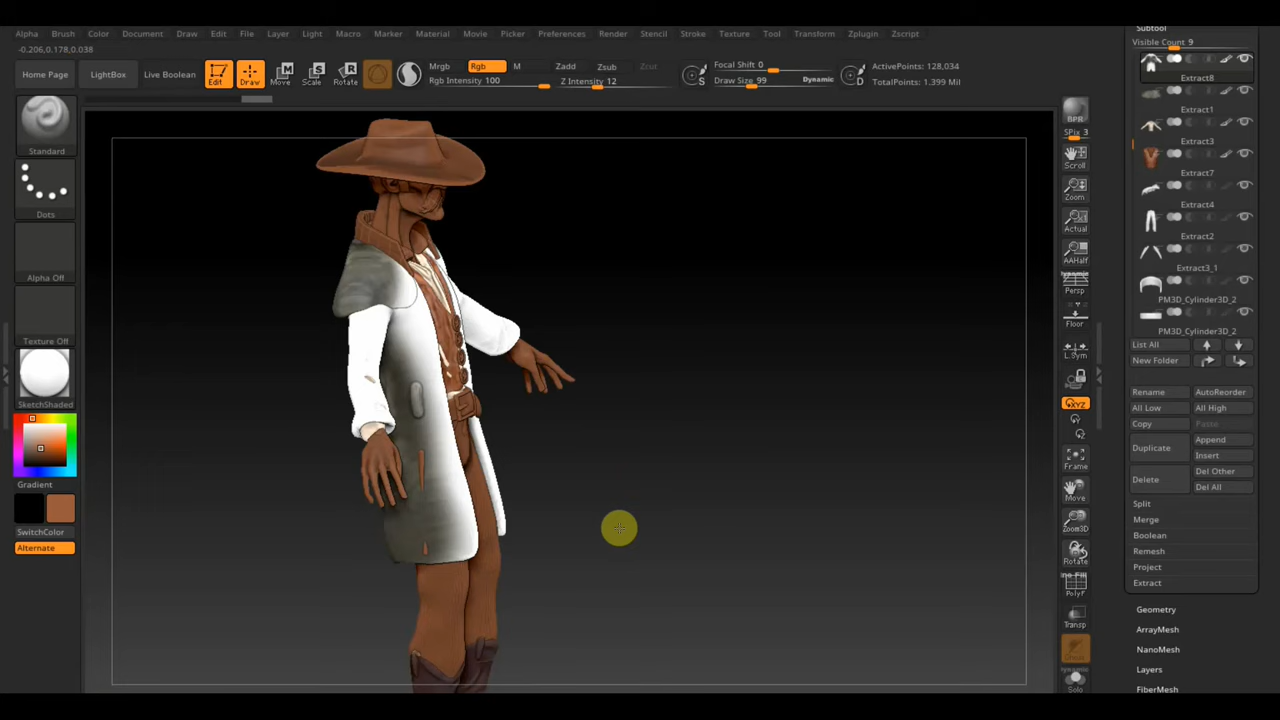 Alpha Brush Color Document Draw Edit File Layer Light Macro Marker Material Movie Picker Preferences Render Stencil Stroke Texture Tool Transform Zplugin Zscript
-0.206,0.178,0.038
Home Page LightBox Live Boolean Edit Draw Move Scale Rotate
Mrgb Rgb M Zadd Zsub Zcut
Rgb Intensity 100 Z Intensity 12
S Focal Shift 0
Draw Size 99 Dynamic D
ActivePoints: 128,034
TotalPoints: 1.399 Mil
Standard
Dots
Alpha Off
Texture Off
SketchShaded
Gradient
SwitchColor
Alternate
BPR
SPix 3
Scroll
Zoom
Actual
AAHalf
Dynamic
Persp
Floor
L.Sym
XYZ
Y
Z
Frame
Move
Zoom3D
Rotate
PolyF
Transp
Solo
Subtool
Visible Count 9
Extract8
Extract1
Extract3
Extract7
Extract4
Extract2
Extract3_1
PM3D_Cylinder3D_2
PM3D_Cylinder3D_2
List All
New Folder
Rename AutoReorder
All Low All High
Copy Paste
Duplicate Append
Insert
Delete Del Other
Del All
Split
Merge
Boolean
Remesh
Project
Extract
Geometry
ArrayMesh
NanoMesh
Layers
FiberMesh